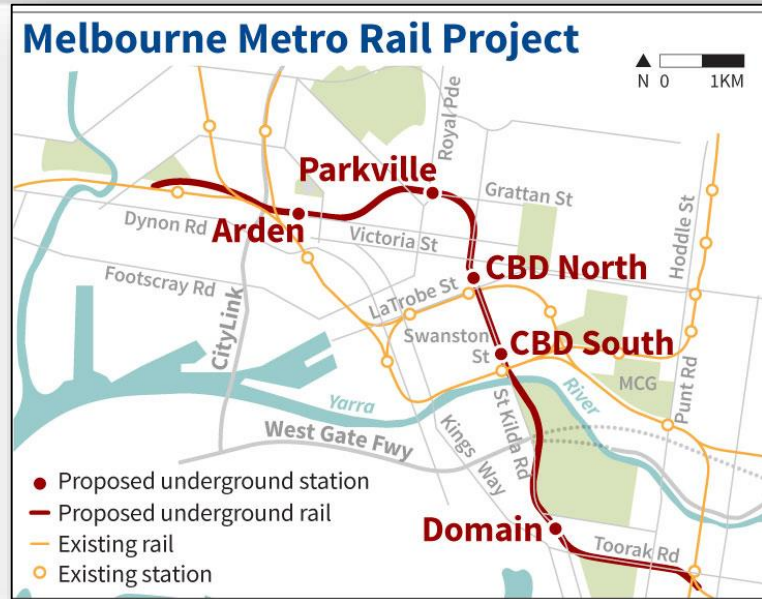 Melbourne Metro Rail Project
N 0 1KM
Royal Pde
Parkville
Grattan St
Hoddle St
Arden
Dynon Rd
Victoria St
Footscray Rd
CityLink
CBD North
LaTrobe St
Swanston
St
CBD South
MCG
Punt Rd
Yarra
River
St Kilda Rd
Kings Way
West Gate Fwy
Domain
Toorak Rd
Proposed underground station
Proposed underground rail
Existing rail
Existing station